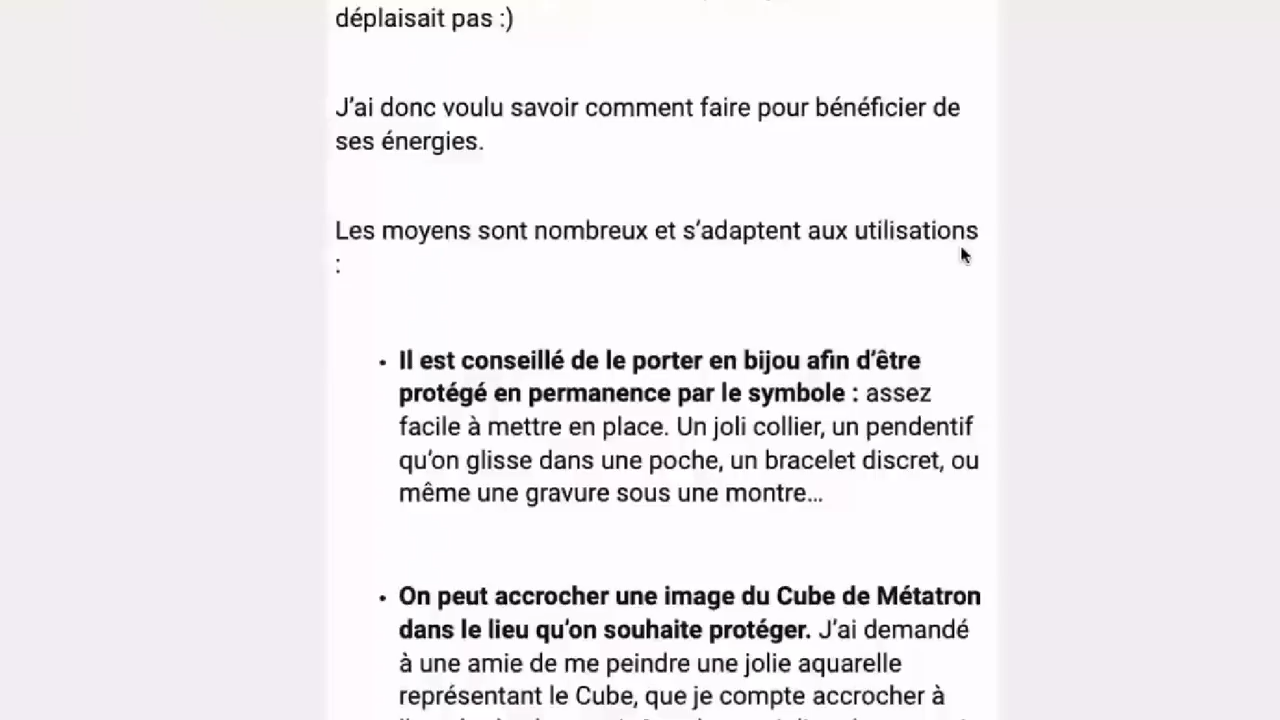 déplaisait pas :)
J’ai donc voulu savoir comment faire pour bénéficier de
ses énergies.
Les moyens sont nombreux et s’adaptent aux utilisations
:
• Il est conseillé de le porter en bijou afin d’être
protégé en permanence par le symbole : assez
facile à mettre en place. Un joli collier, un pendentif
qu’on glisse dans une poche, un bracelet discret, ou
même une gravure sous une montre…
• On peut accrocher une image du Cube de Métatron
dans le lieu qu’on souhaite protéger. J’ai demandé
à une amie de me peindre une jolie aquarelle
représentant le Cube, que je compte accrocher à